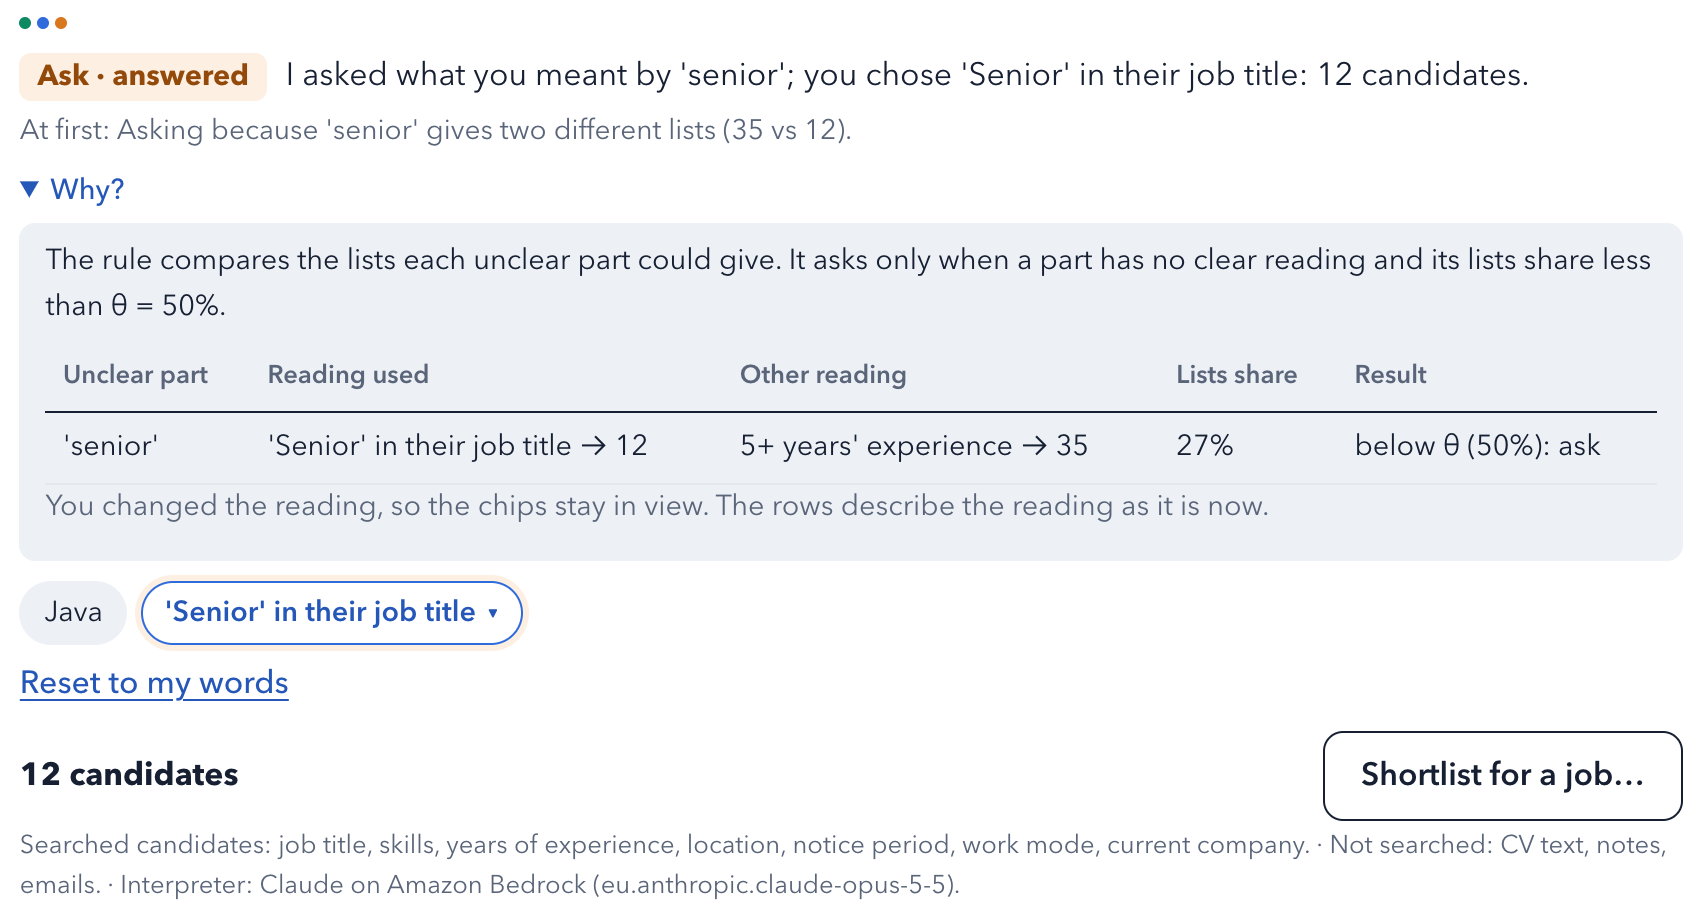 Ask · answered I asked what you meant by 'senior'; you chose 'Senior' in their job title: 12 candidates.
At first: Asking because 'senior' gives two different lists (35 vs 12).
▼ Why?
The rule compares the lists each unclear part could give. It asks only when a part has no clear reading and its lists share less
than θ = 50%.
Unclear part Reading used Other reading Lists share Result
'senior' 'Senior' in their job title → 12 5+ years' experience → 35 27% below θ (50%): ask
You changed the reading, so the chips stay in view. The rows describe the reading as it is now.
Java 'Senior' in their job title ▾
Reset to my words
12 candidates Shortlist for a job...
Searched candidates: job title, skills, years of experience, location, notice period, work mode, current company. · Not searched: CV text, notes,
emails. · Interpreter: Claude on Amazon Bedrock (eu.anthropic.claude-opus-5-5).